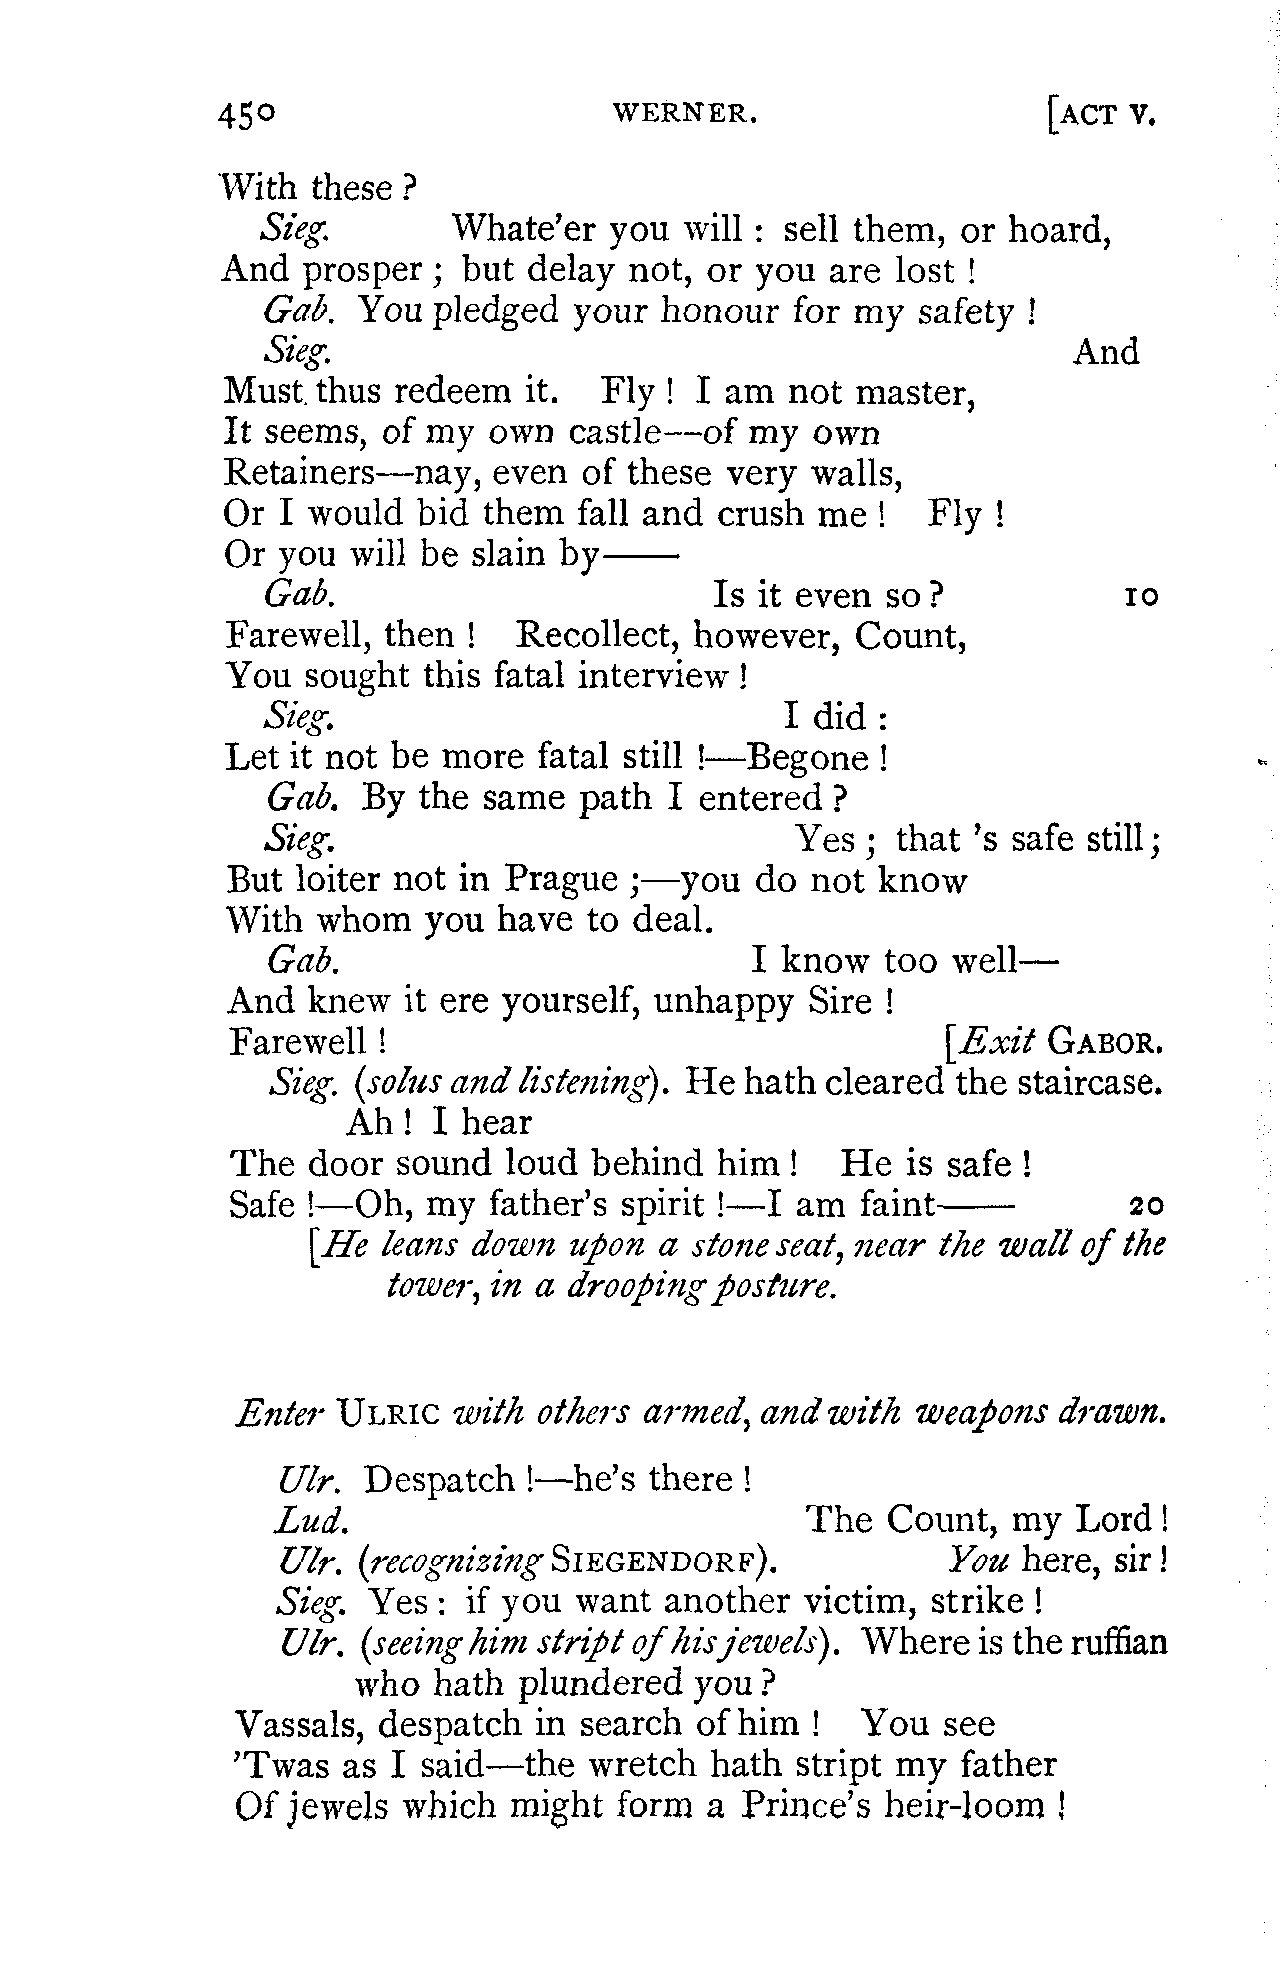 450 WERNER. [ACT V.
With these ?
Sieg. Whate'er you will : sell them, or hoard,
And prosper ; but delay not, or you are lost !
Gab. You pledged your honour for my safety !
Sieg. And
Must thus redeem it. Fly ! I am not master,
It seems, of my own castle—of my own
Retainers—nay, even of these very walls,
Or I would bid them fall and crush me ! Fly !
Or you will be slain by——
Gab. Is it even so ? 10
Farewell, then ! Recollect, however, Count,
You sought this fatal interview !
Sieg. I did :
Let it not be more fatal still !—Begone !
Gab. By the same path I entered ?
Sieg. Yes ; that 's safe still ;
But loiter not in Prague ;—you do not know
With whom you have to deal.
Gab. I know too well—
And knew it ere yourself, unhappy Sire !
Farewell ! [Exit GABOR.
Sieg. (solus and listening). He hath cleared the staircase.
Ah ! I hear
The door sound loud behind him ! He is safe !
Safe !—Oh, my father's spirit !—I am faint—— 20
[He leans down upon a stone seat, near the wall of the
tower, in a drooping posture.
Enter ULRIC with others armed, and with weapons drawn.
Ulr. Despatch !—he's there !
Lud. The Count, my Lord !
Ulr. (recognizing SIEGENDORF). You here, sir !
Sieg. Yes : if you want another victim, strike !
Ulr. (seeing him stript of his jewels). Where is the ruffian
who hath plundered you ?
Vassals, despatch in search of him ! You see
'Twas as I said—the wretch hath stript my father
Of jewels which might form a Prince's heir-loom !